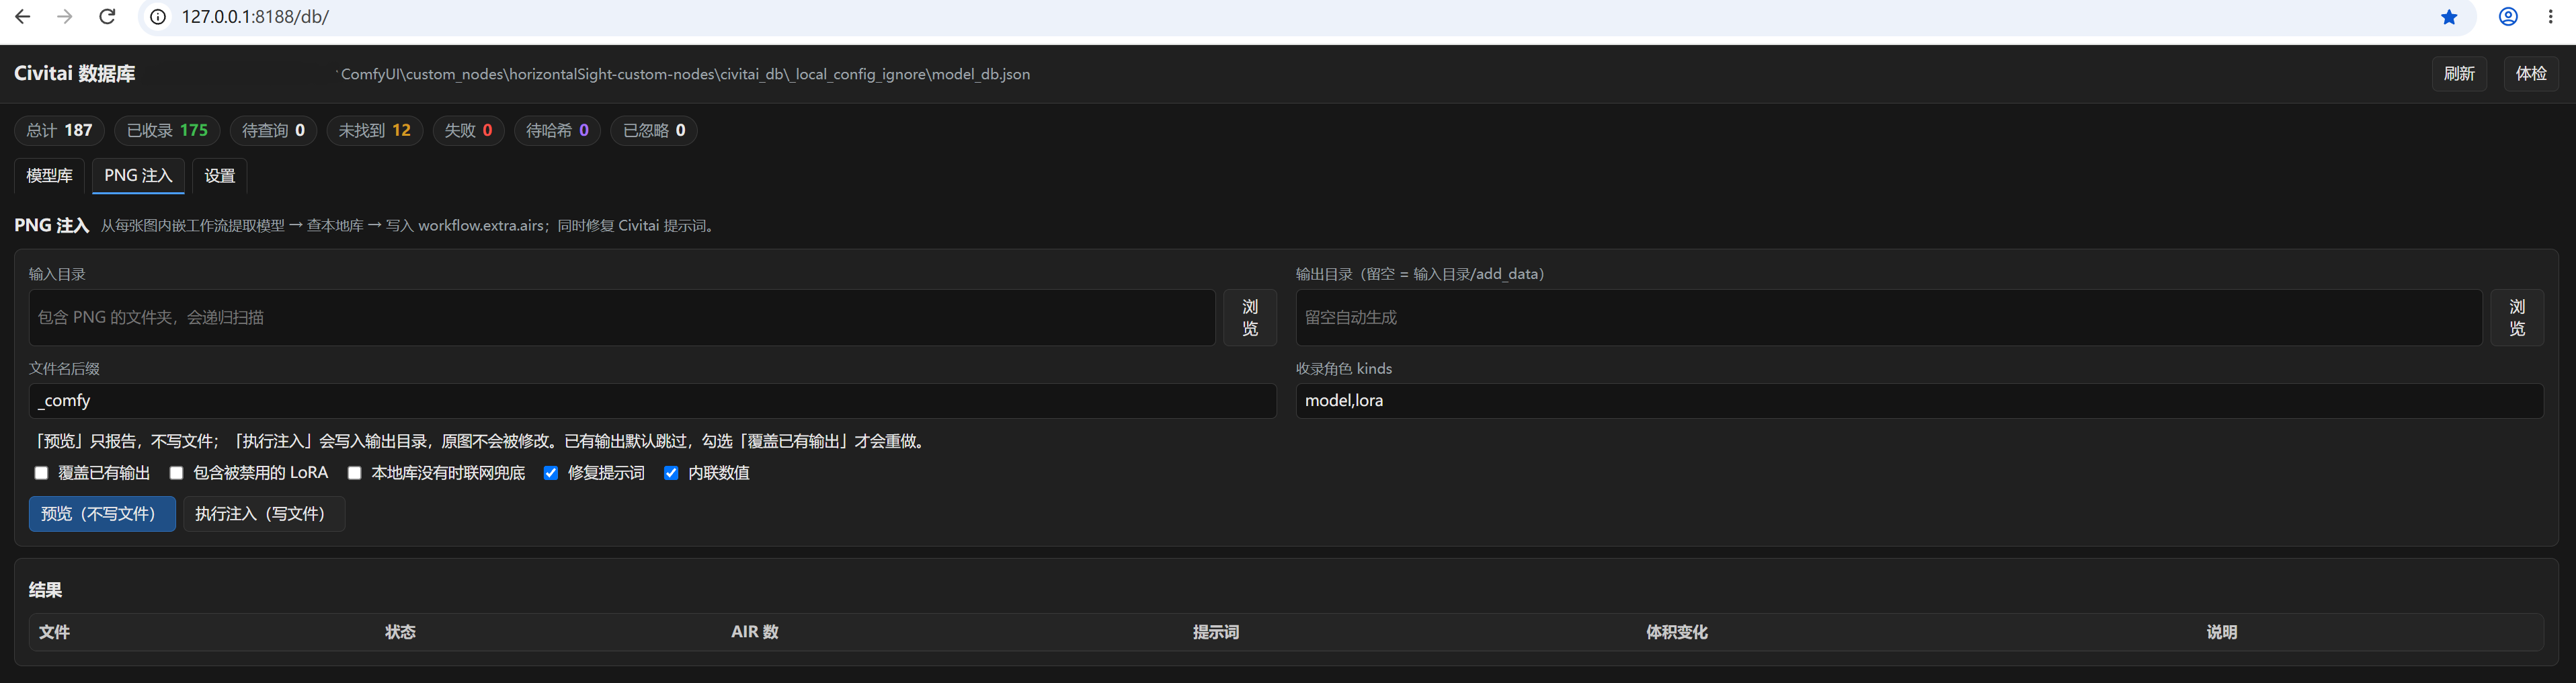 127.0.0.1:8188/db/
Civitai 数据库 ComfyUI\custom_nodes\horizontalSight-custom-nodes\civitai_db\_local_config_ignore\model_db.json 刷新 体检
总计 187 已收录 175 待查询 0 未找到 12 失败 0 待哈希 0 已忽略 0
模型库 PNG 注入 设置
PNG 注入 从每张图内嵌工作流提取模型 → 查本地库 → 写入 workflow.extra.airs；同时修复 Civitai 提示词。
输入目录 输出目录（留空 = 输入目录/add_data）
包含 PNG 的文件夹，会递归扫描 浏览 留空自动生成 浏览
文件名后缀 收录角色 kinds
_comfy model,lora
「预览」只报告，不写文件；「执行注入」会写入输出目录，原图不会被修改。已有输出默认跳过，勾选「覆盖已有输出」才会重做。
覆盖已有输出 包含被禁用的 LoRA 本地库没有时联网兜底 修复提示词 内联数值
预览（不写文件） 执行注入（写文件）
结果
文件 状态 AIR 数 提示词 体积变化 说明